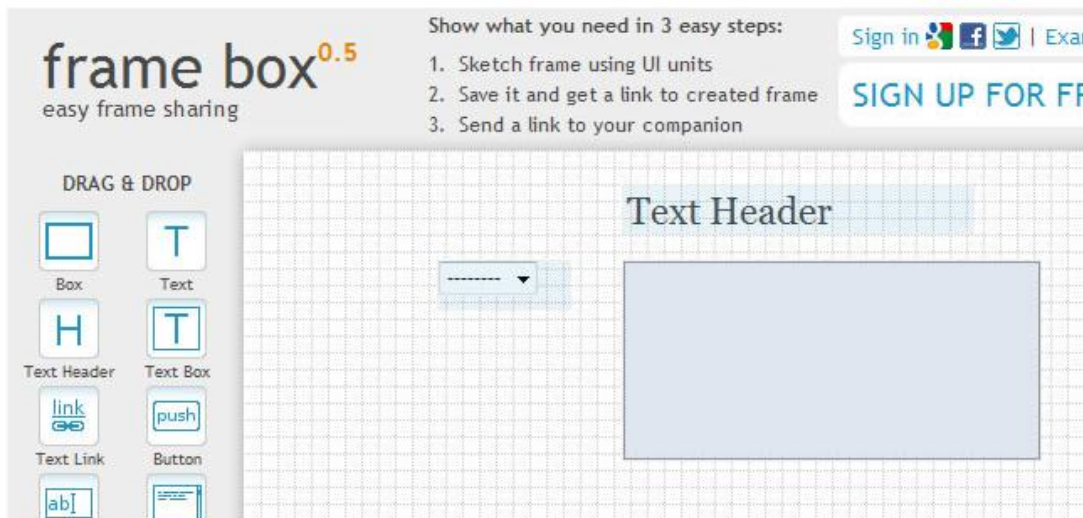 frame box 0.5
easy frame sharing
Show what you need in 3 easy steps:
1. Sketch frame using UI units
2. Save it and get a link to created frame
3. Send a link to your companion
Sign in | Exa
SIGN UP FOR F
DRAG & DROP
T
Box Text
H T
Text Header Text Box
link push
Text Link Button
ab
Text Header
--------